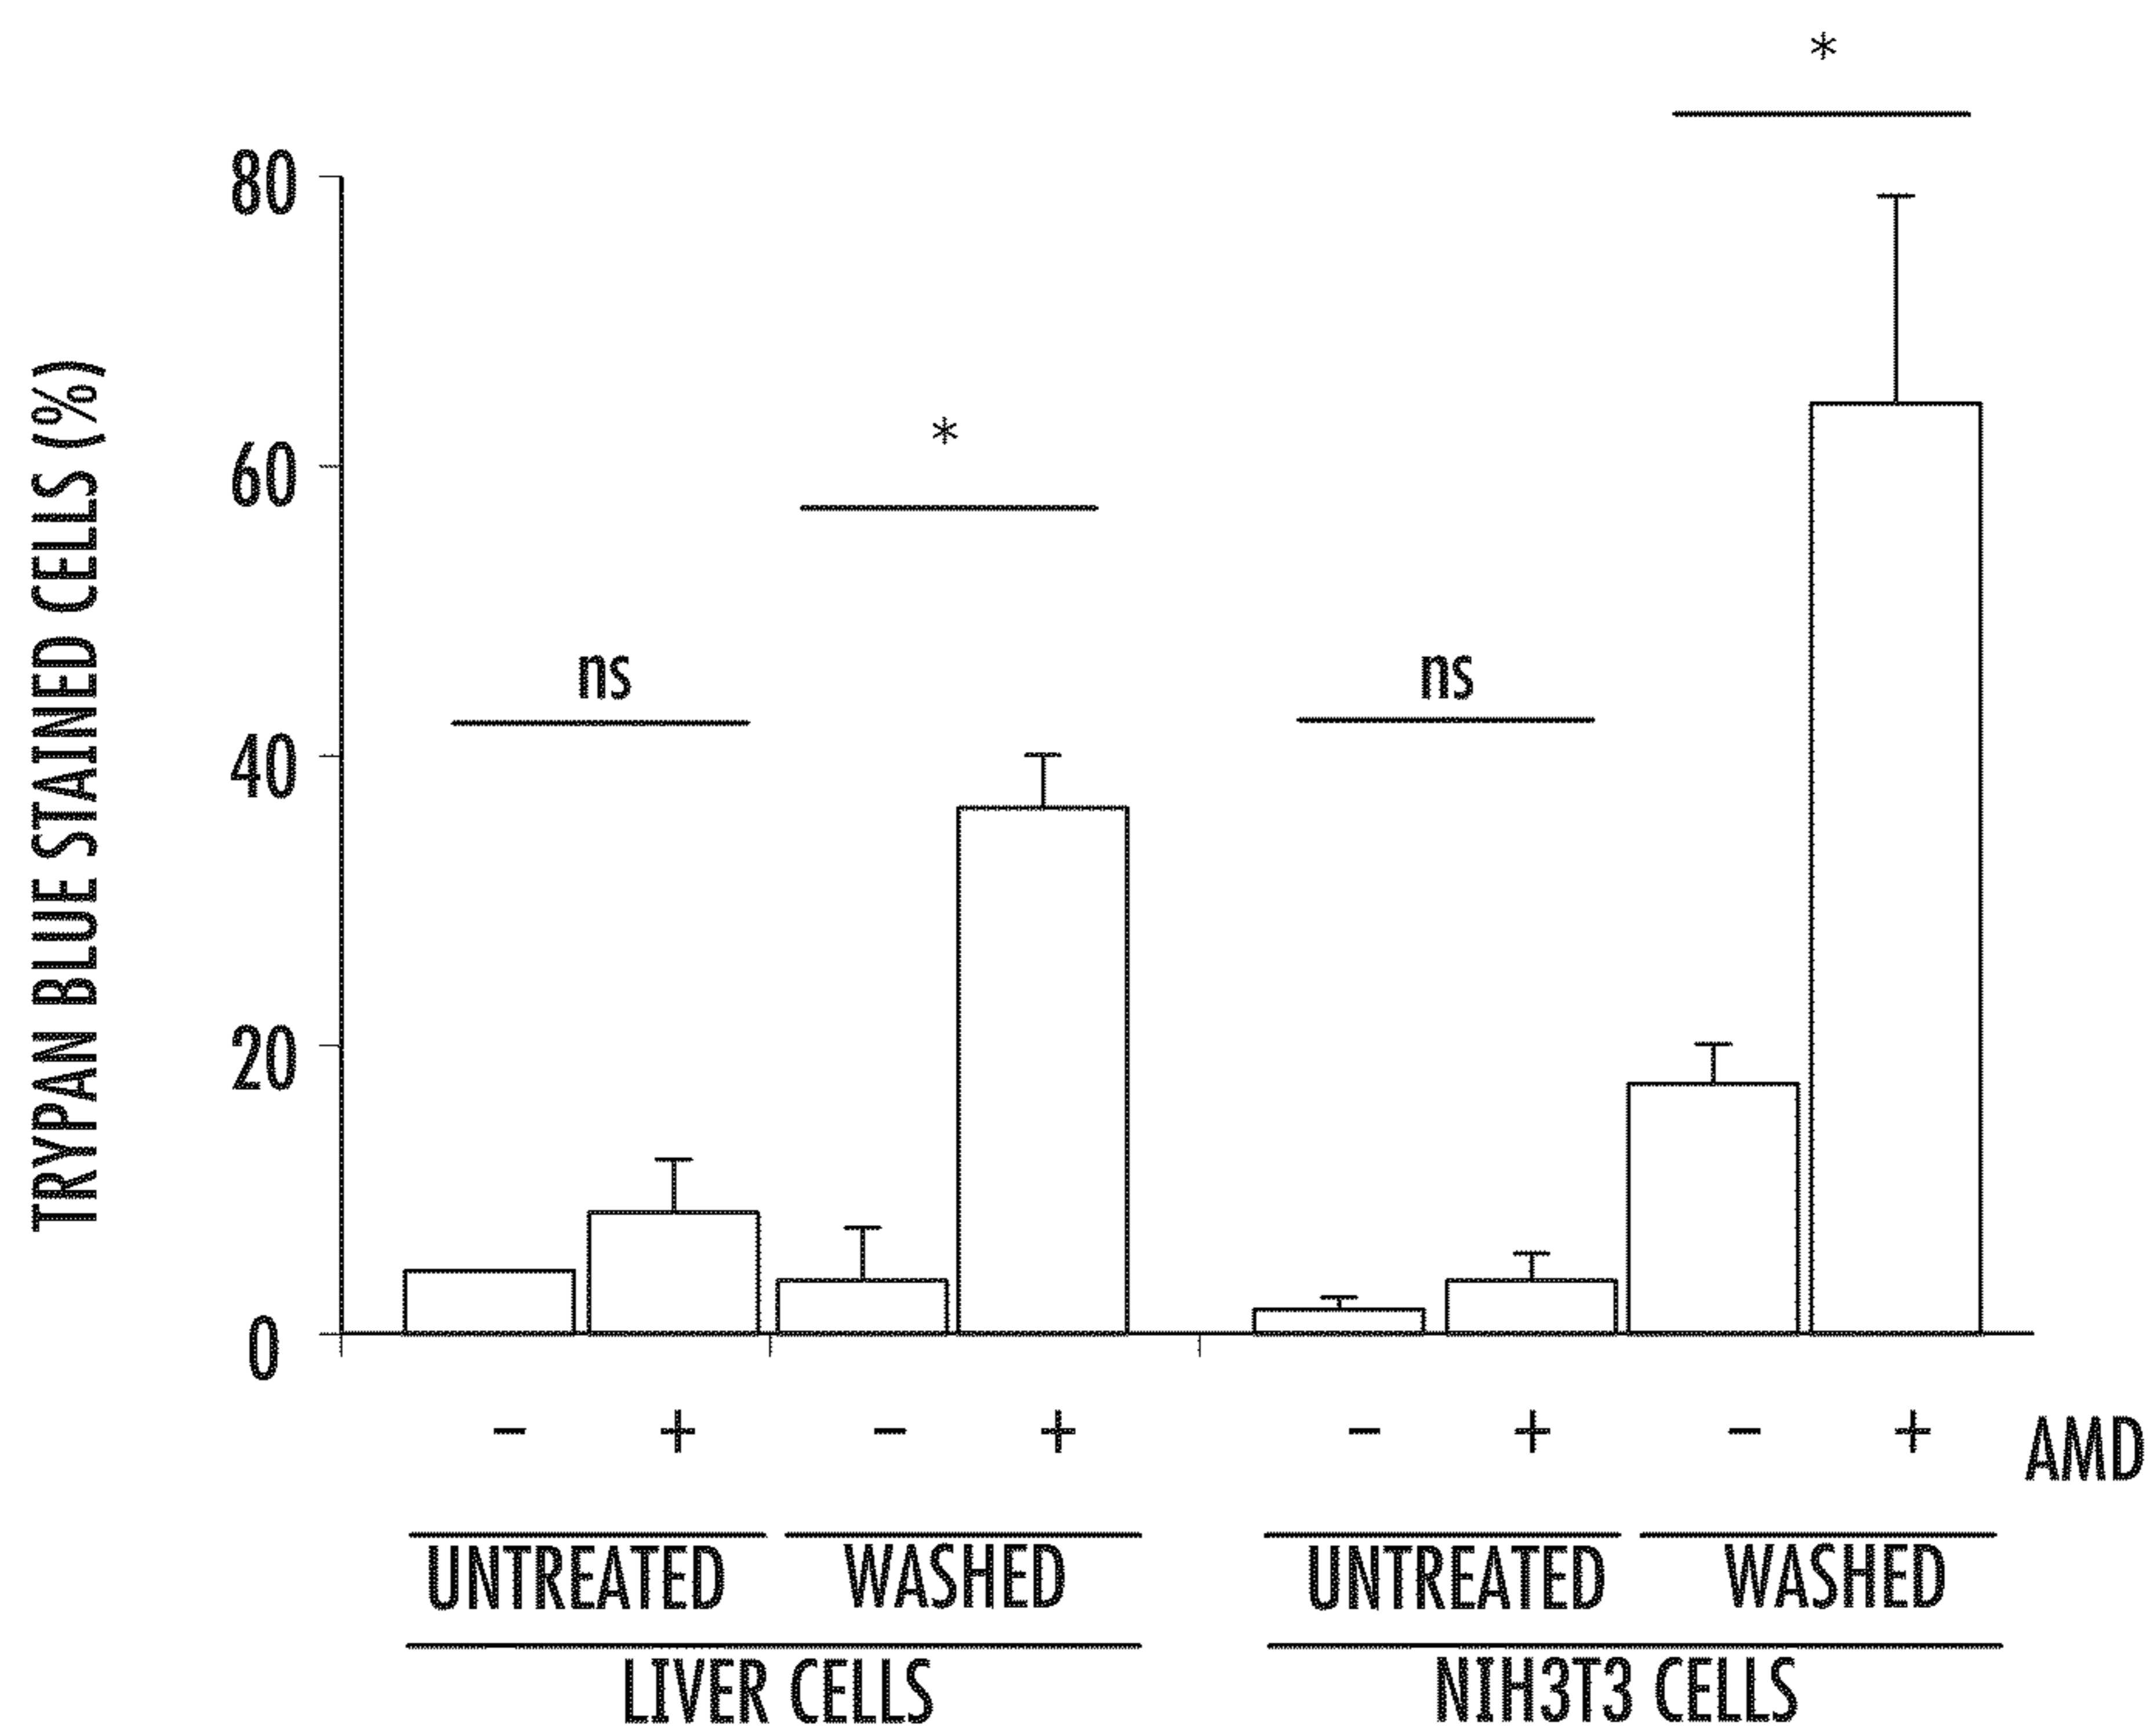 *
80
TRYPAN BLUE STAINED CELLS (%)
*
60
ns
ns
40
20
0
– + – + – + – + AMD
UNTREATED WASHED UNTREATED WASHED
LIVER CELLS NIH3T3 CELLS